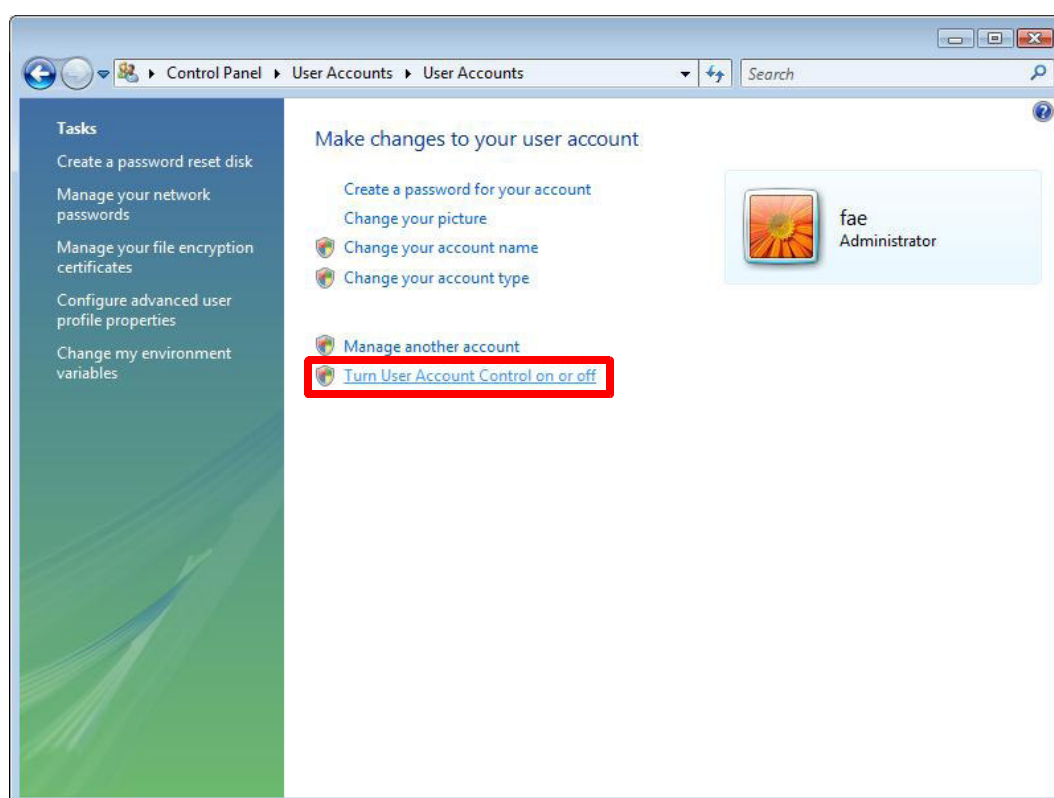 Control Panel
User Accounts
User Accounts
Search
Tasks
Create a password reset disk
Manage your network
passwords
Manage your file encryption
certificates
Configure advanced user
profile properties
Change my environment
variables
Make changes to your user account
Create a password for your account
Change your picture
Change your account name
Change your account type
Manage another account
Turn User Account Control on or off
fae
Administrator